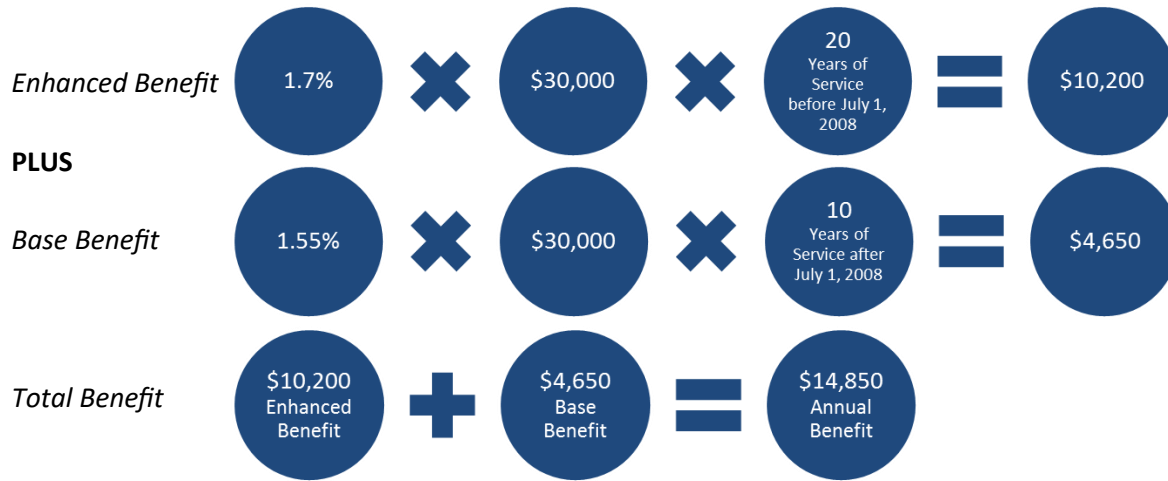 Enhanced Benefit
1.7%
$30,000
20
Years of
Service
before July 1,
2008
$10,200
PLUS
Base Benefit
1.55%
$30,000
10
Years of
Service after
July 1, 2008
$4,650
Total Benefit
$10,200
Enhanced
Benefit
$4,650
Base
Benefit
$14,850
Annual
Benefit